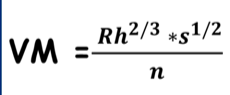 VM = Rh^{2/3} *s^{1/2} / n